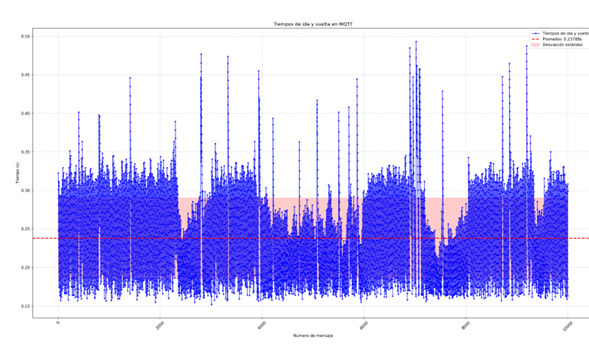 Tiempos de ida y vuelta en MQTT
Tiempos de ida y vuelta
Promedio: 0.23788s
Desviación estándar
Tiempo (s)
0.50
0.45
0.40
0.35
0.30
0.25
0.20
0.15
0
2000
4000
6000
8000
10000
Número de mensaje